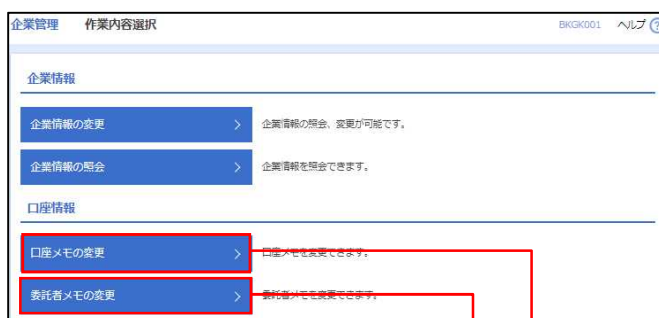 企業管理 作業内容選択 BKGK001 ヘルプ ?
企業情報
企業情報の変更 > 企業情報の照会、変更が可能です。
企業情報の照会 > 企業情報を照会できます。
口座情報
口座メモの変更 > 口座メモを変更できます。
委託者メモの変更 > 委託者メモを変更できます。